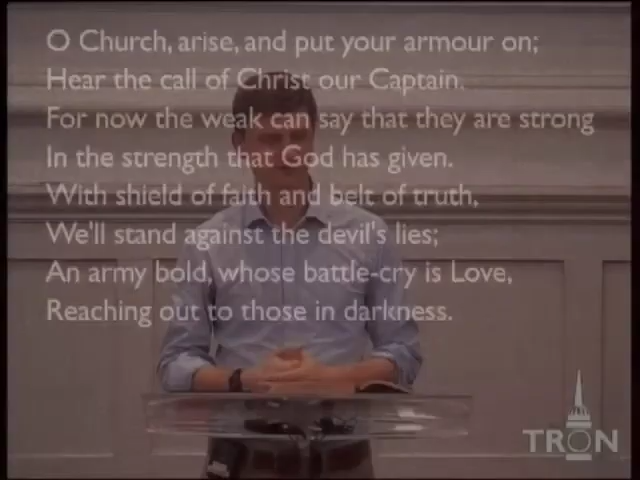 O Church, arise, and put your armour on;
Hear the call of Christ our Captain.
For now the weak can say that they are strong
In the strength that God has given.
With shield of faith and belt of truth,
We'll stand against the devil's lies;
An army bold, whose battle-cry is Love,
Reaching out to those in darkness.
TRON